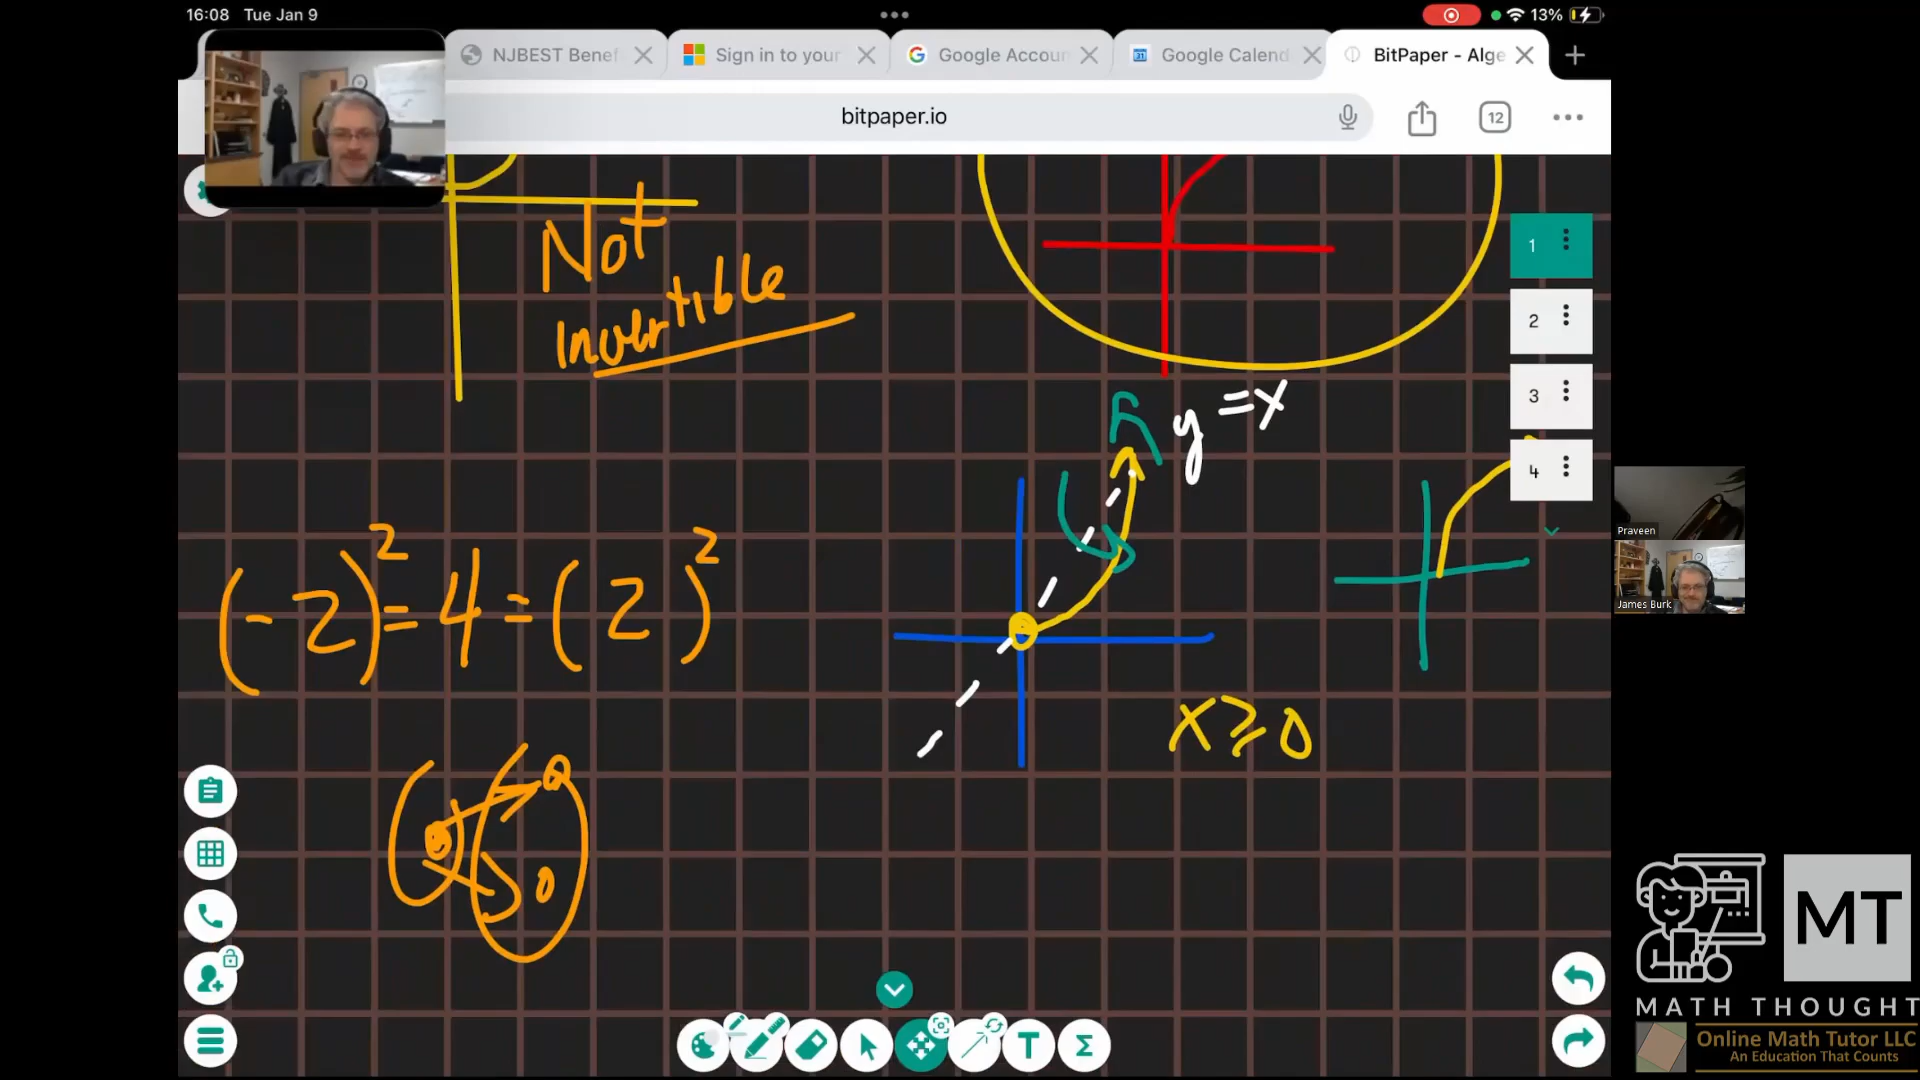 16:08 Tue Jan 9
13%
NJBEST Benef
Sign in to your
Google Accoun
Google Calend
BitPaper - Alge
bitpaper.io
12
Not
Invertible
1
2
3
4
y =x
(-2)²=4=(2)²
x≥0
Praveen
James Burk
T
Σ
MT
MATH THOUGHT
Online Math Tutor LLC
An Education That Counts